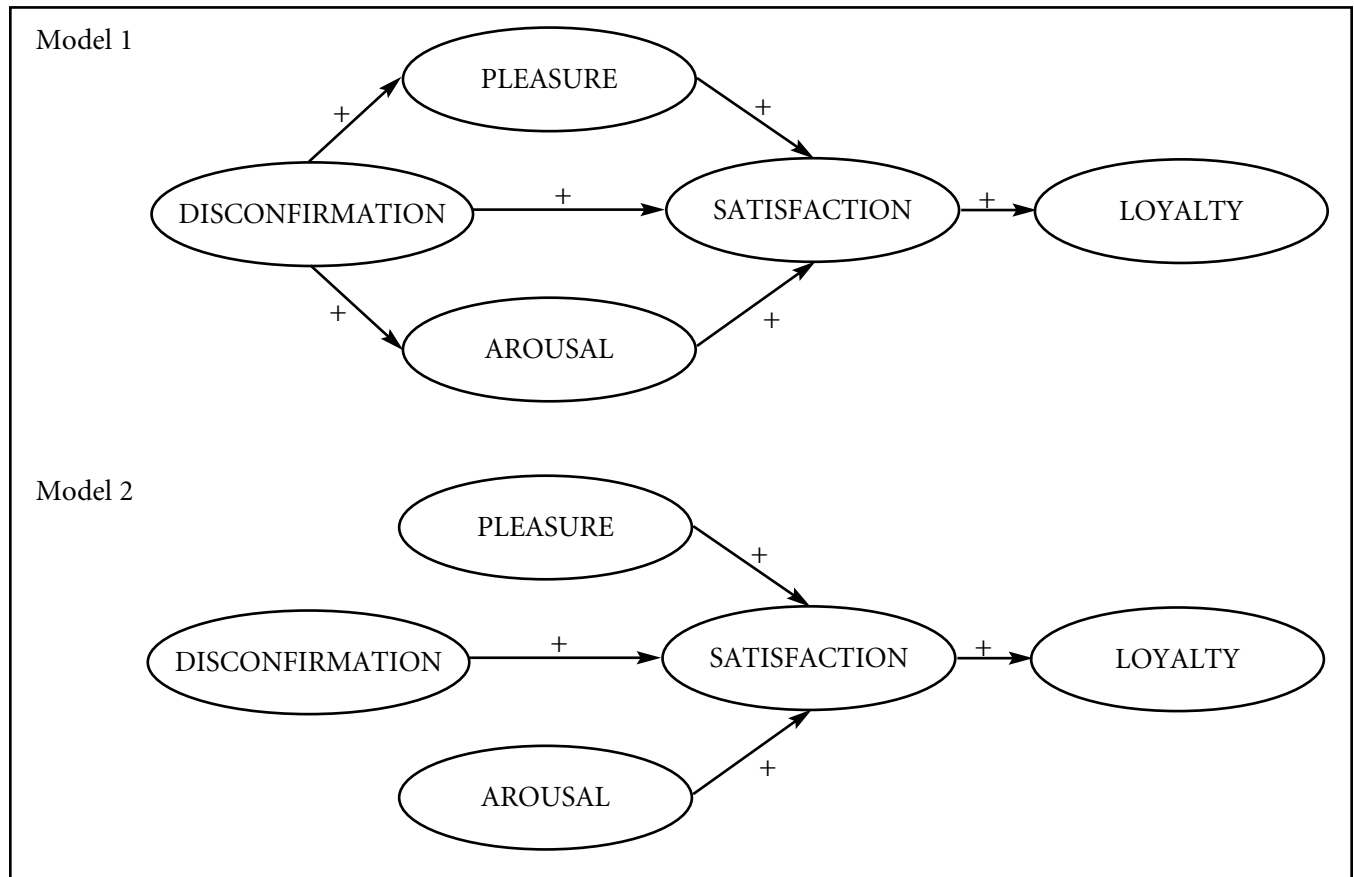 Model 1
PLEASURE
+
+
DISCONFIRMATION
+
SATISFACTION
+
LOYALTY
+
+
AROUSAL
Model 2
PLEASURE
+
DISCONFIRMATION
+
SATISFACTION
+
LOYALTY
+
AROUSAL